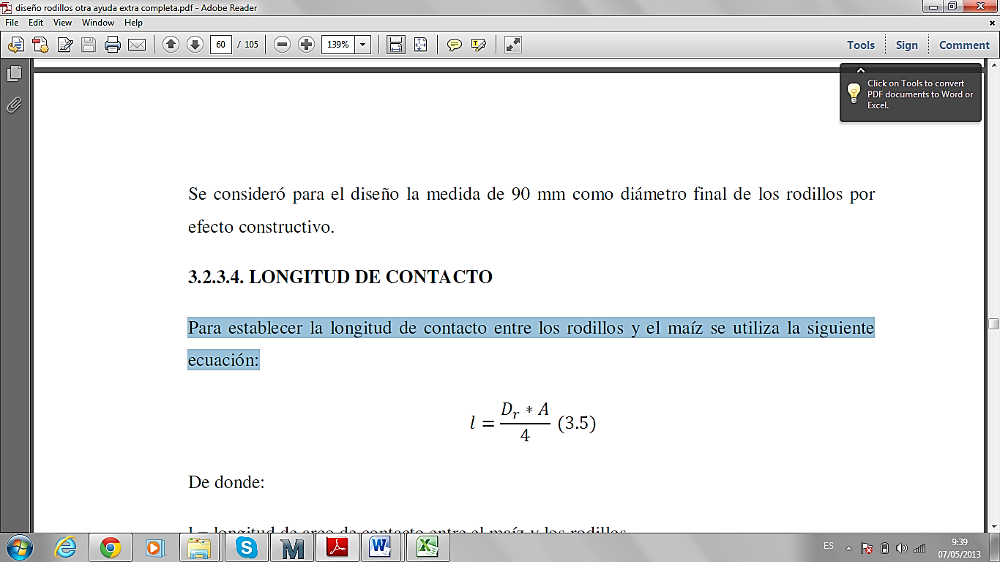 diseño rodillos otra ayuda extra completa.pdf - Adobe Reader
File Edit View Window Help
60 / 105 139% Tools Sign Comment
Click on Tools to convert
PDF documents to Word or
Excel.
Se consideró para el diseño la medida de 90 mm como diámetro final de los rodillos por
efecto constructivo.
3.2.3.4. LONGITUD DE CONTACTO
Para establecer la longitud de contacto entre los rodillos y el maíz se utiliza la siguiente
ecuación:
l = \frac{D_r * A}{4} (3.5)
De donde:
l = longitud de arco de contacto entre el maíz y los rodillos
ES 9:39
07/05/2013